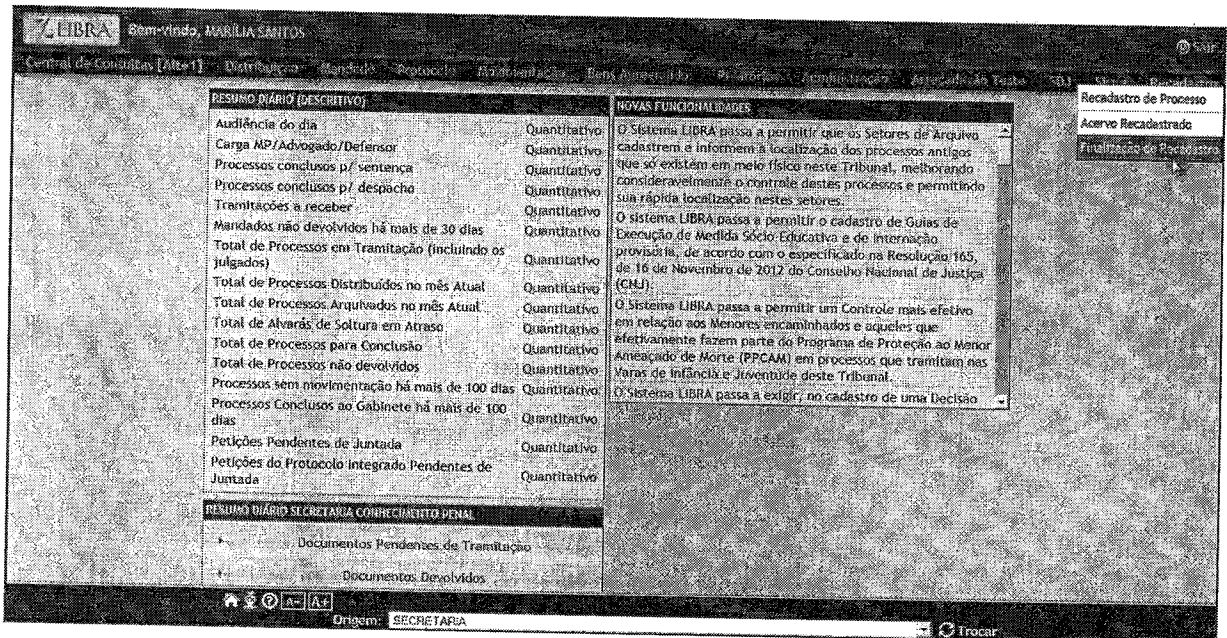 LIBRA Bem-vindo, MARÍLIA SANTOS
Sair
Central de Consultas [Alt+1] Distribuição Mandado Protocolo Movimentação Bens Apreendido Relatórios Administração Arrecadação Teste
Recadastro de Processo
Acervo Recadastrado
Finalização de Recadastro
RESUMO DIÁRIO (DESCRITIVO)
Audiência do dia Quantitativo
Carga MP/Advogado/Defensor Quantitativo
Processos conclusos p/ sentença Quantitativo
Processos conclusos p/ despacho Quantitativo
Tramitações a receber Quantitativo
Mandados não devolvidos há mais de 30 dias Quantitativo
Total de Processos em Tramitação (incluindo os
julgados) Quantitativo
Total de Processos Distribuídos no mês Atual Quantitativo
Total de Processos Arquivados no mês Atual Quantitativo
Total de Alvarás de Soltura em Atraso Quantitativo
Total de Processos para Conclusão Quantitativo
Total de Processos não devolvidos Quantitativo
Processos sem movimentação há mais de 100 dias Quantitativo
Processos Conclusos ao Gabinete há mais de 100
dias Quantitativo
Petições Pendentes de Juntada Quantitativo
Petições do Protocolo Integrado Pendentes de
Juntada Quantitativo
RESUMO DIÁRIO SECRETARIA CONHECIMENTO PENAL
Documentos Pendentes de Tramitação
Documentos Devolvidos
NOVAS FUNCIONALIDADES
O Sistema LIBRA passa a permitir que os Setores de Arquivo
cadastrem e informem a localização dos processos antigos
que só existem em meio físico neste Tribunal, melhorando
consideravelmente o controle destes processos e permitindo
sua rápida localização nestes setores.
O sistema LIBRA passa a permitir o cadastro de Guias de
Execução de Medida Sócio-Educativa e de Internação
provisória, de acordo com o especificado na Resolução 165,
de 16 de Novembro de 2012 do Conselho Nacional de Justiça
(CNJ).
O Sistema LIBRA passa a permitir um Controle mais efetivo
em relação aos Menores encaminhados e aqueles que
efetivamente fazem parte do Programa de Proteção ao Menor
Ameaçado de Morte (PPCAM) em processos que tramitam nas
Varas de Infância e Juventude deste Tribunal.
O Sistema LIBRA passa a exigir, no cadastro de uma Decisão
A- A+
Origem: SECRETARIA Trocar